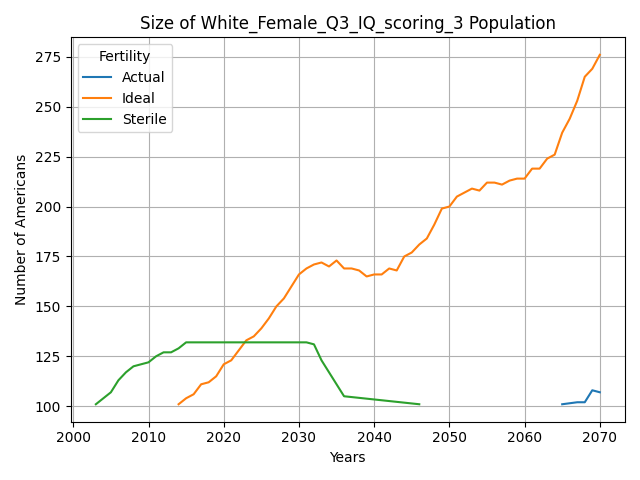 Size of White_Female_Q3_IQ_scoring_3 Population
Fertility
Actual
Ideal
Sterile
Number of Americans
275
250
225
200
175
150
125
100
2000 2010 2020 2030 2040 2050 2060 2070
Years